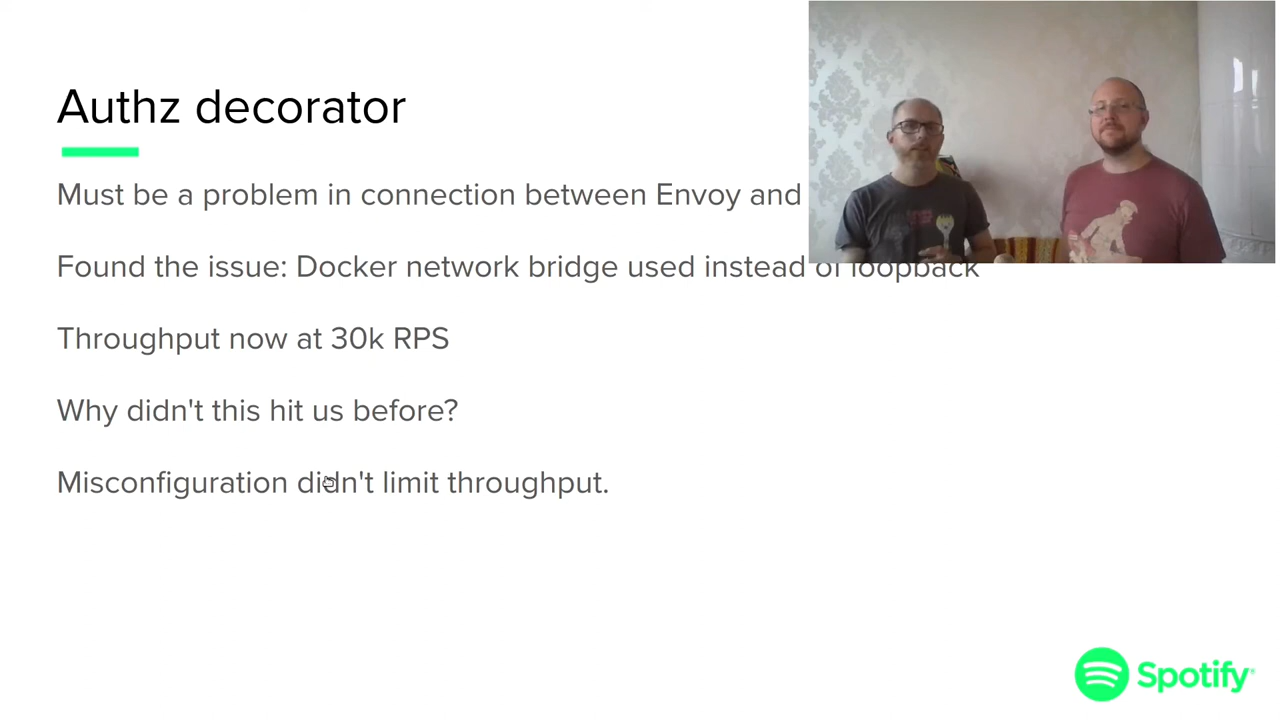 Authz decorator
Must be a problem in connection between Envoy and
Found the issue: Docker network bridge used instead of loopback
Throughput now at 30k RPS
Why didn't this hit us before?
Misconfiguration didn't limit throughput.
Spotify